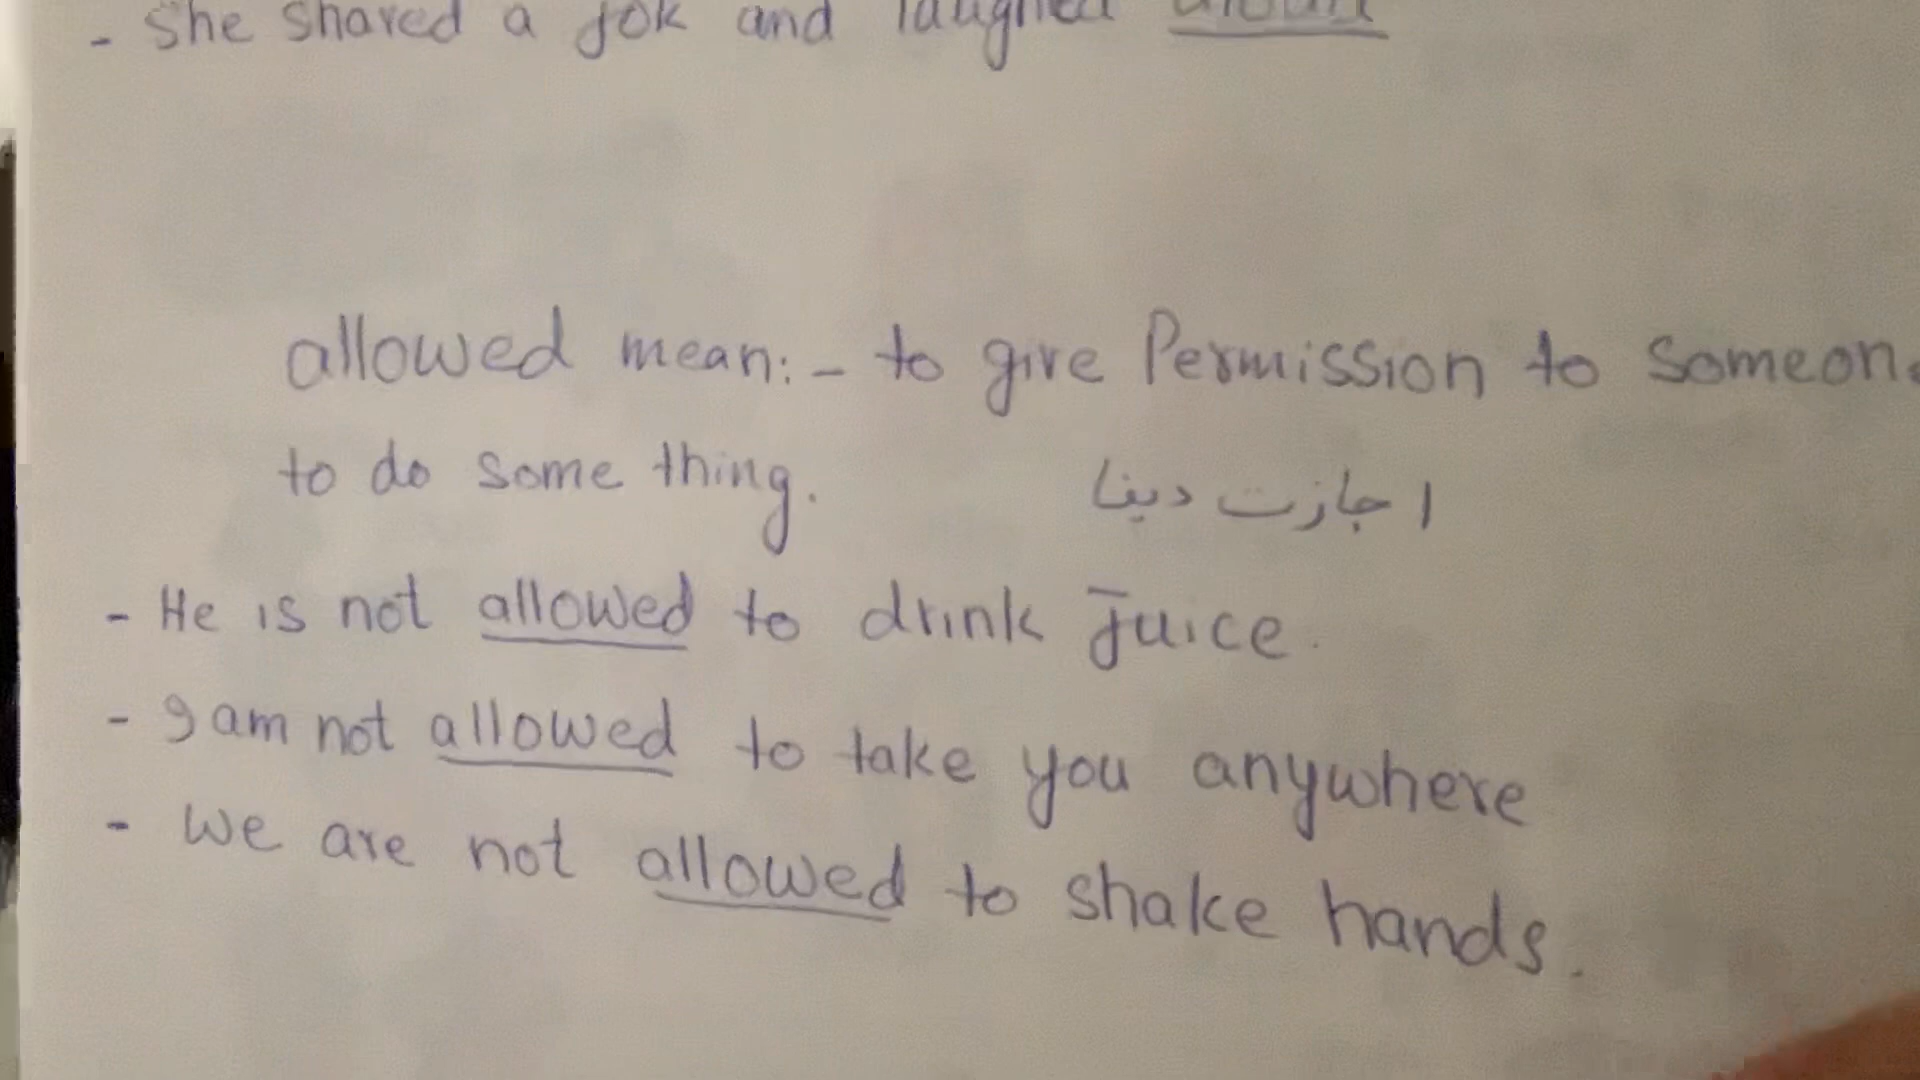 - She shared a jok and laughed aloud
allowed mean:- to give Permission to someon
to do some thing. اجازت دینا
- He is not allowed to drink Juice.
- I am not allowed to take you anywhere
- we are not allowed to shake hands.